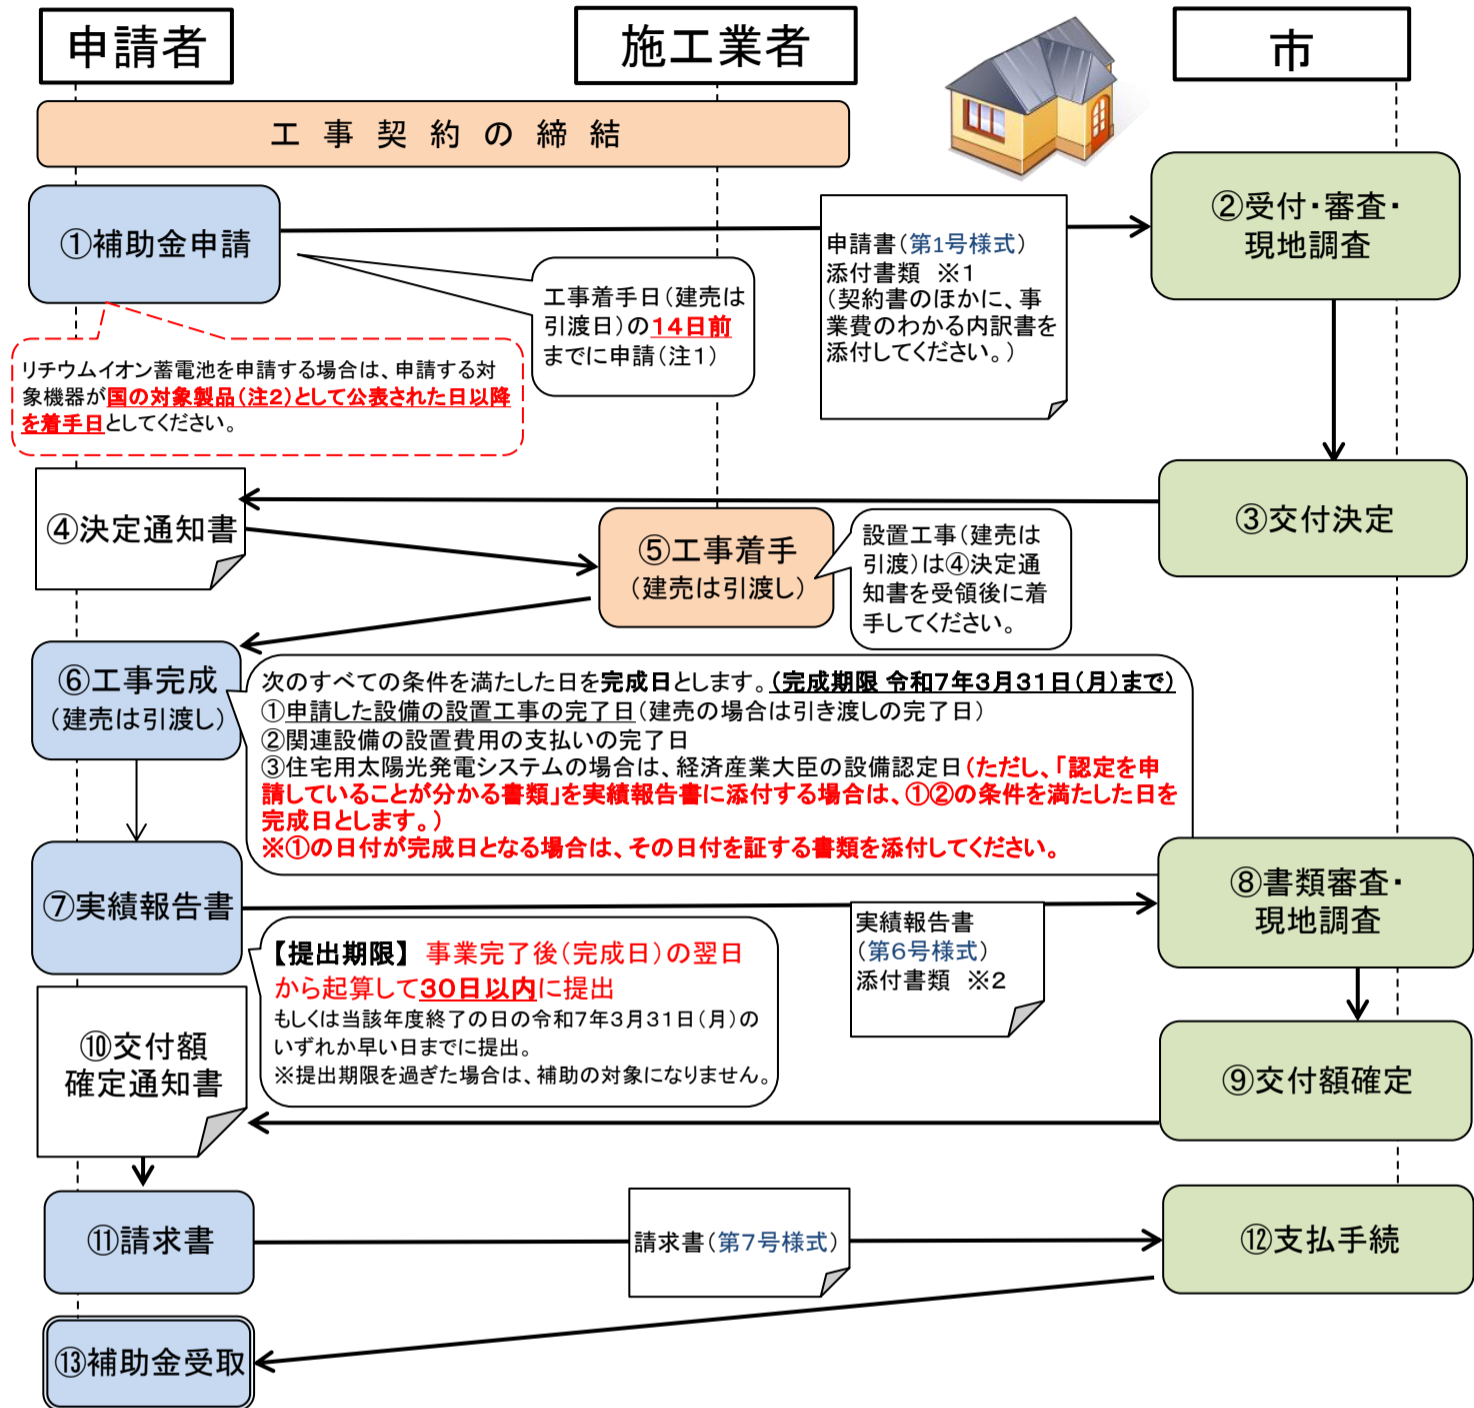 申請者
施工業者
市
工事契約の締結
①補助金申請
②受付・審査・
現地調査
申請書（第1号様式）
添付書類　※1
（契約書のほかに、事
業費のわかる内訳書を
添付してください。）
工事着手日（建売は
引渡日）の14日前
までに申請（注1）
リチウムイオン蓄電池を申請する場合は、申請する対
象機器が国の対象製品（注2）として公表された日以降
を着手日としてください。
③交付決定
④決定通知書
⑤工事着手
（建売は引渡し）
設置工事（建売は
引渡）は④決定通
知書を受領後に着
手してください。
⑥工事完成
（建売は引渡し）
次のすべての条件を満たした日を完成日とします。（完成期限 令和7年3月31日（月）まで）
①申請した設備の設置工事の完了日（建売の場合は引き渡しの完了日）
②関連設備の設置費用の支払いの完了日
③住宅用太陽光発電システムの場合は、経済産業大臣の設備認定日（ただし、「認定を申
請していることが分かる書類」を実績報告書に添付する場合は、①②の条件を満たした日を
完成日とします。）
※①の日付が完成日となる場合は、その日付を証する書類を添付してください。
⑦実績報告書
⑧書類審査・
現地調査
実績報告書
（第6号様式）
添付書類　※2
【提出期限】　事業完了後（完成日）の翌日
から起算して30日以内に提出
もしくは当該年度終了の日の令和7年3月31日（月）の
いずれか早い日までに提出。
※提出期限を過ぎた場合は、補助の対象になりません。
⑨交付額確定
⑩交付額
確定通知書
⑪請求書
請求書（第7号様式）
⑫支払手続
⑬補助金受取